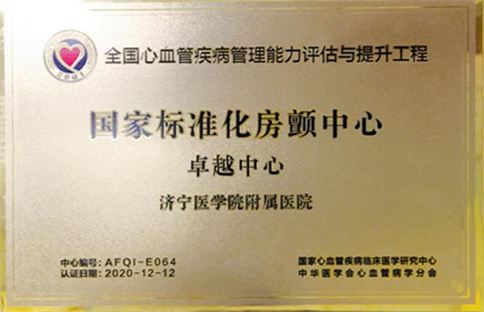 全国心血管疾病管理能力评估与提升工程
国家标准化房颤中心
卓越中心
济宁医学院附属医院
中心编号：AFQI-E064
认证日期：2020-12-12
国家心血管疾病临床医学研究中心
中华医学会心血管病学分会